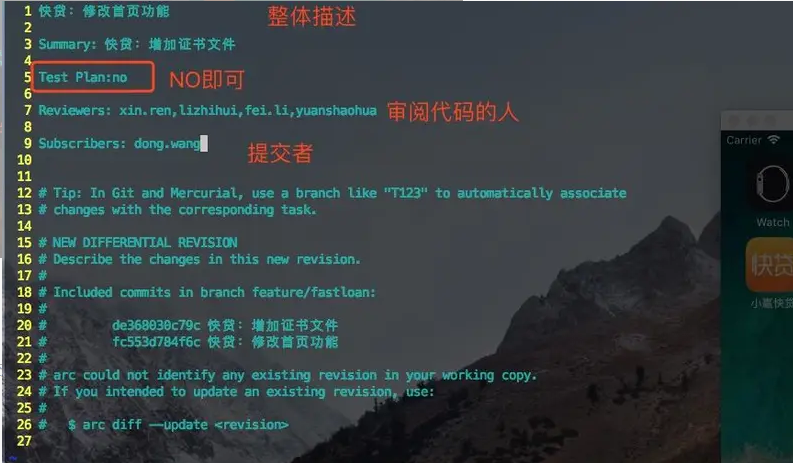 1 快贷：修改首页功能
整体描述
2
3 Summary: 快贷：增加证书文件
4
5 Test Plan:no
NO即可
6
7 Reviewers: xin.ren,lizhihui,fei.li,yuanshaohua
审阅代码的人
8
9 Subscribers: dong.wang
提交者
10
11
12 # Tip: In Git and Mercurial, use a branch like "T123" to automatically associate
13 # changes with the corresponding task.
14
15 # NEW DIFFERENTIAL REVISION
16 # Describe the changes in this new revision.
17 #
18 # Included commits in branch feature/fastloan:
19 #
20 # de368030c79c 快贷：增加证书文件
21 # fc553d784f6c 快贷：修改首页功能
22 #
23 # arc could not identify any existing revision in your working copy.
24 # If you intended to update an existing revision, use:
25 #
26 # $ arc diff --update <revision>
27
~
Carrier
Watch
快贷
小赢快贷